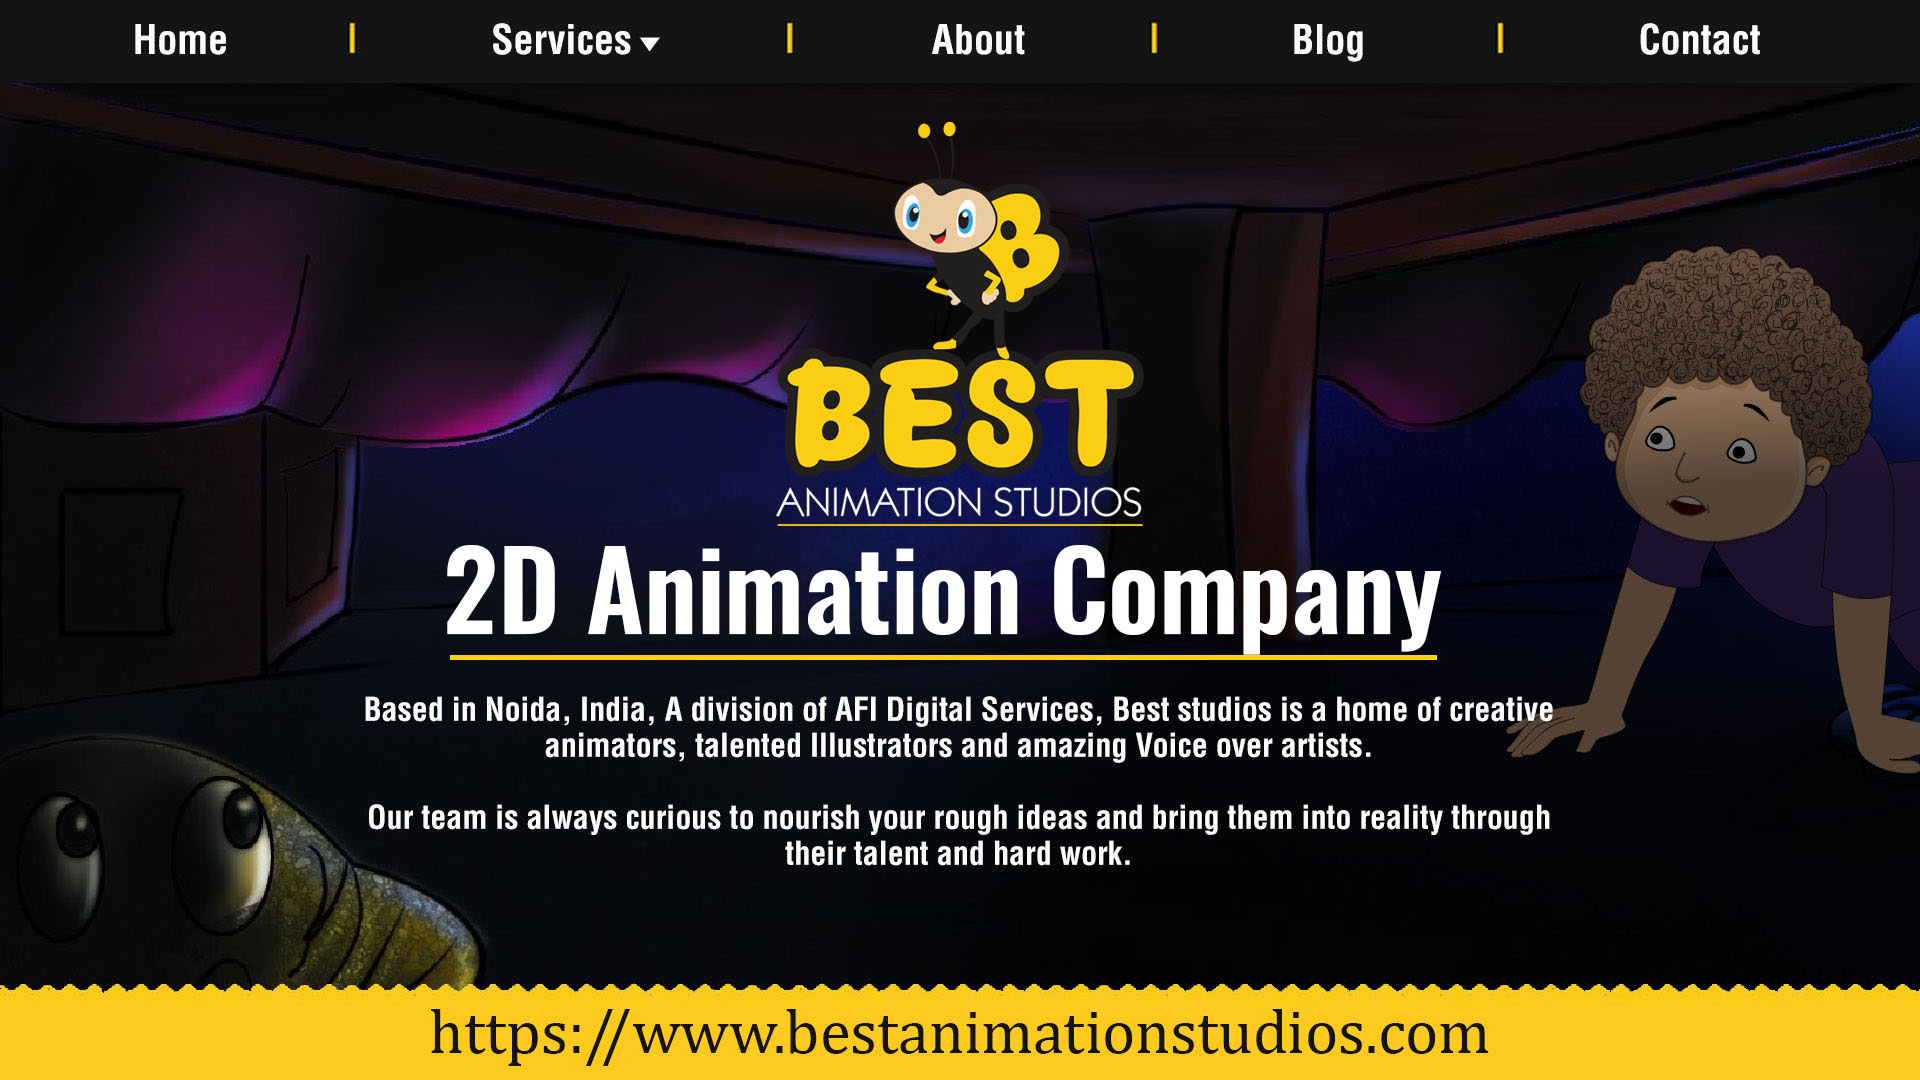 Home Services About Blog Contact
B
BEST
ANIMATION STUDIOS
2D Animation Company
Based in Noida, India, A division of AFI Digital Services, Best studios is a home of creative
animators, talented Illustrators and amazing Voice over artists.
Our team is always curious to nourish your rough ideas and bring them into reality through
their talent and hard work.
https://www.bestanimationstudios.com